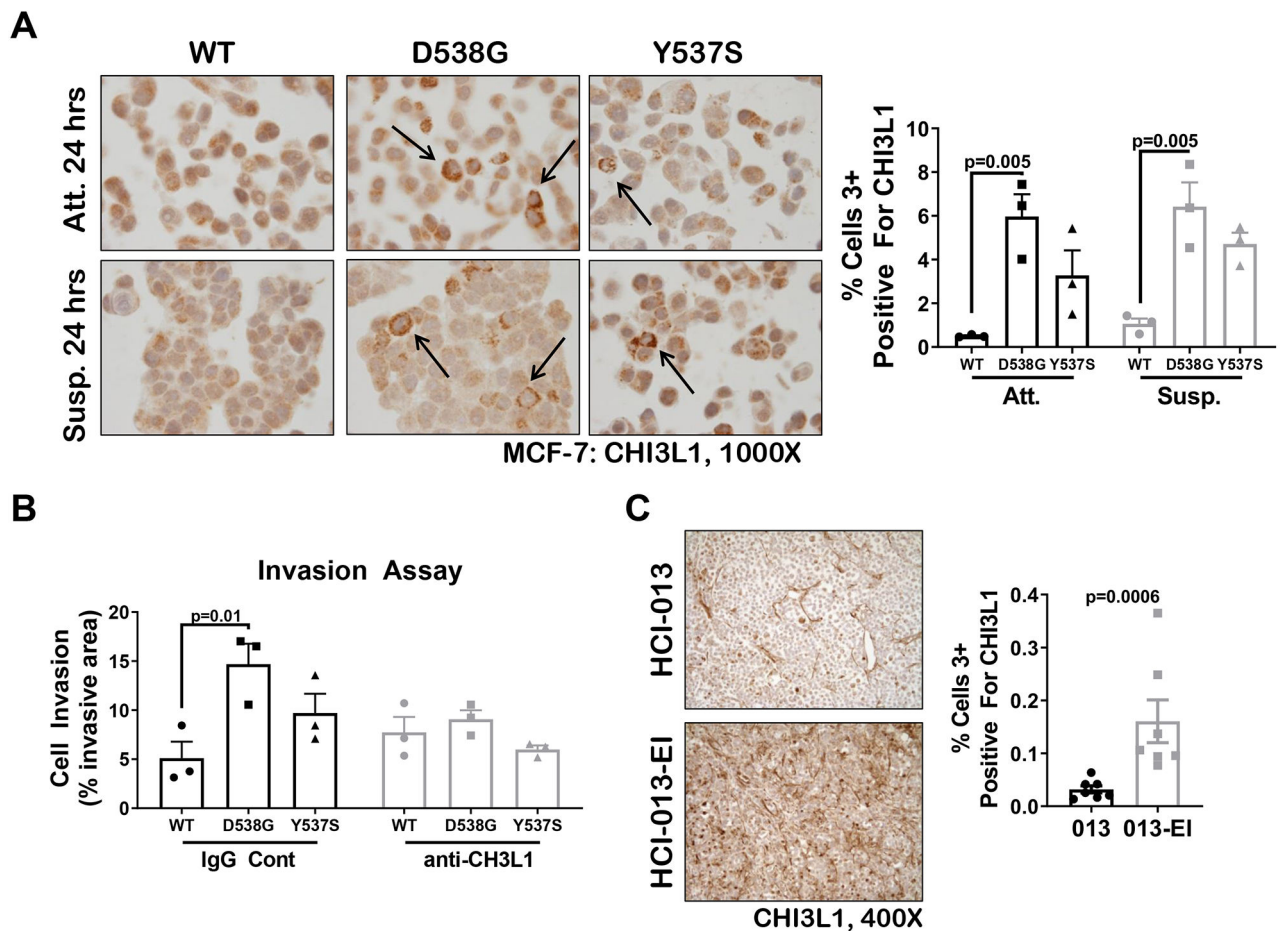 A
WT
D538G
Y537S
Att. 24 hrs
Susp. 24 hrs
MCF-7: CHI3L1, 1000X
% Cells 3+
Positive For CHI3L1
10
8
6
4
2
0
p=0.005
p=0.005
WT
D538G
Y537S
WT
D538G
Y537S
Att.
Susp.
B
Invasion Assay
Cell Invasion
(% invasive area)
20
15
10
5
0
p=0.01
WT
D538G
Y537S
WT
D538G
Y537S
IgG Cont
anti-CH3L1
C
HCI-013
HCI-013-EI
CHI3L1, 400X
% Cells 3+
Positive For CHI3L1
0.4
0.3
0.2
0.1
0.0
p=0.0006
013
013-EI